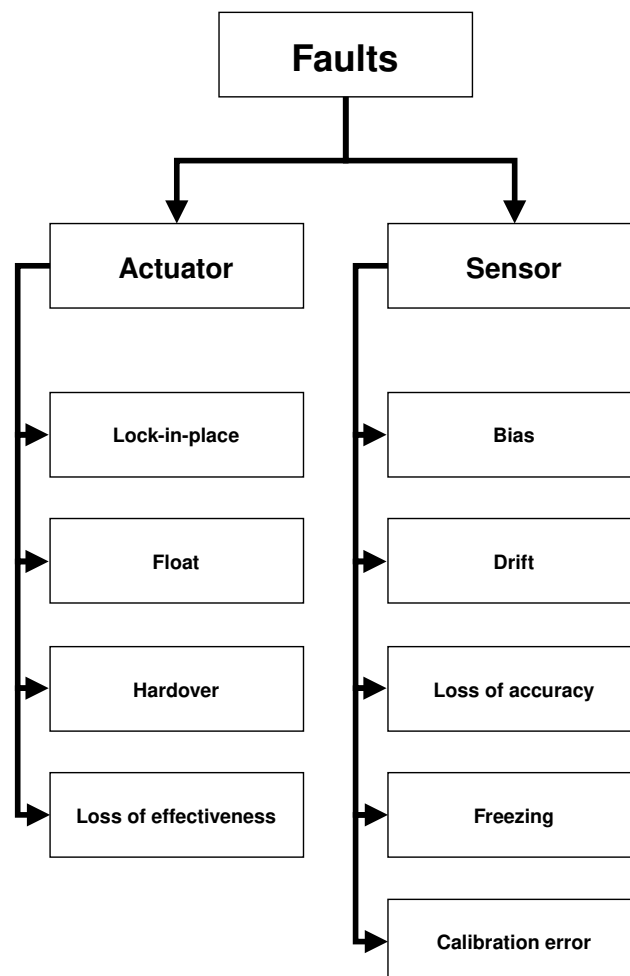 Faults
Actuator
Sensor
Lock-in-place
Bias
Float
Drift
Hardover
Loss of accuracy
Loss of effectiveness
Freezing
Calibration error